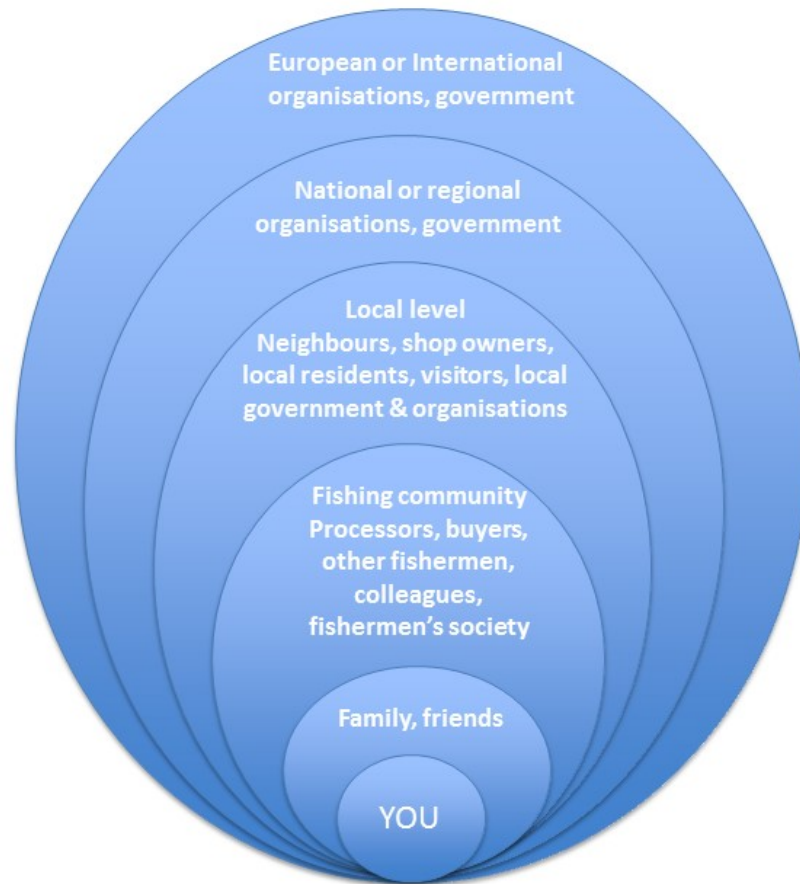 European or International
organisations, government
National or regional
organisations, government
Local level
Neighbours, shop owners,
local residents, visitors, local
government & organisations
Fishing community
Processors, buyers,
other fishermen,
colleagues,
fishermen’s society
Family, friends
YOU